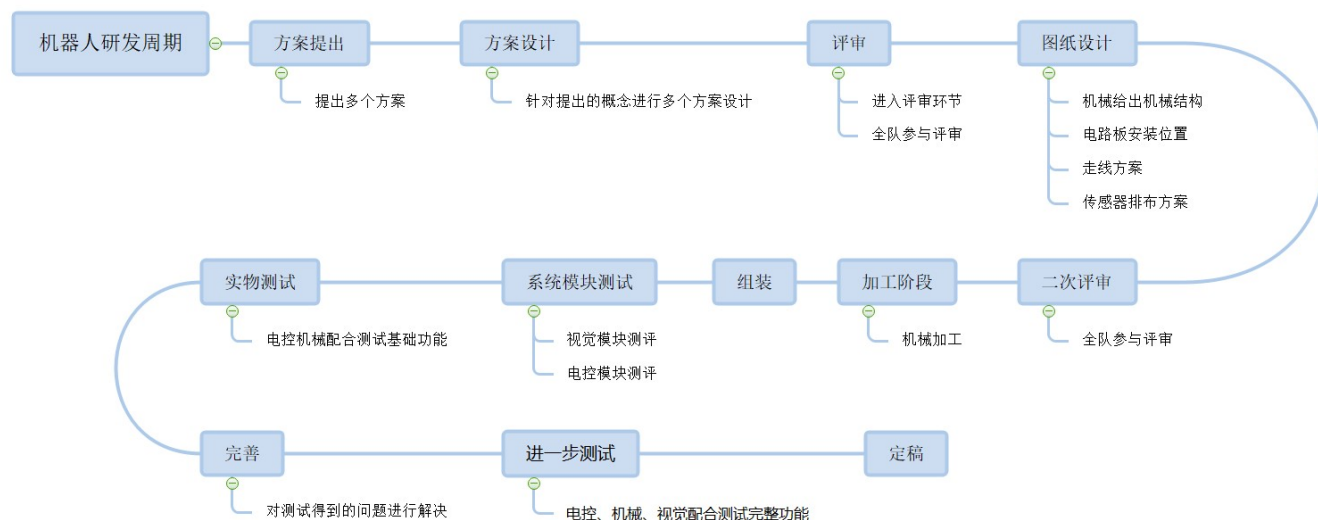 机器人研发周期
方案提出
方案设计
评审
图纸设计
提出多个方案
针对提出的概念进行多个方案设计
进入评审环节
全队参与评审
机械给出机械结构
电路板安装位置
走线方案
传感器排布方案
实物测试
系统模块测试
组装
加工阶段
二次评审
电控机械配合测试基础功能
视觉模块测评
电控模块测评
机械加工
全队参与评审
完善
进一步测试
定稿
对测试得到的问题进行解决
电控、机械、视觉配合测试完整功能